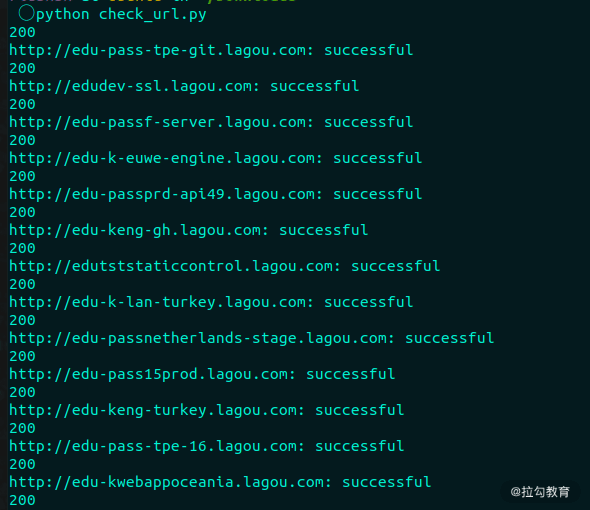 python check_url.py
200
http://edu-pass-tpe-git.lagou.com: successful
200
http://edudev-ssl.lagou.com: successful
200
http://edu-passf-server.lagou.com: successful
200
http://edu-k-euwe-engine.lagou.com: successful
200
http://edu-passprd-api49.lagou.com: successful
200
http://edu-keng-gh.lagou.com: successful
200
http://edutststaticcontrol.lagou.com: successful
200
http://edu-k-lan-turkey.lagou.com: successful
200
http://edu-passnetherlands-stage.lagou.com: successful
200
http://edu-pass15prod.lagou.com: successful
200
http://edu-keng-turkey.lagou.com: successful
200
http://edu-pass-tpe-16.lagou.com: successful
200
http://edu-kwebappoceania.lagou.com: successful
200
@拉勾教育